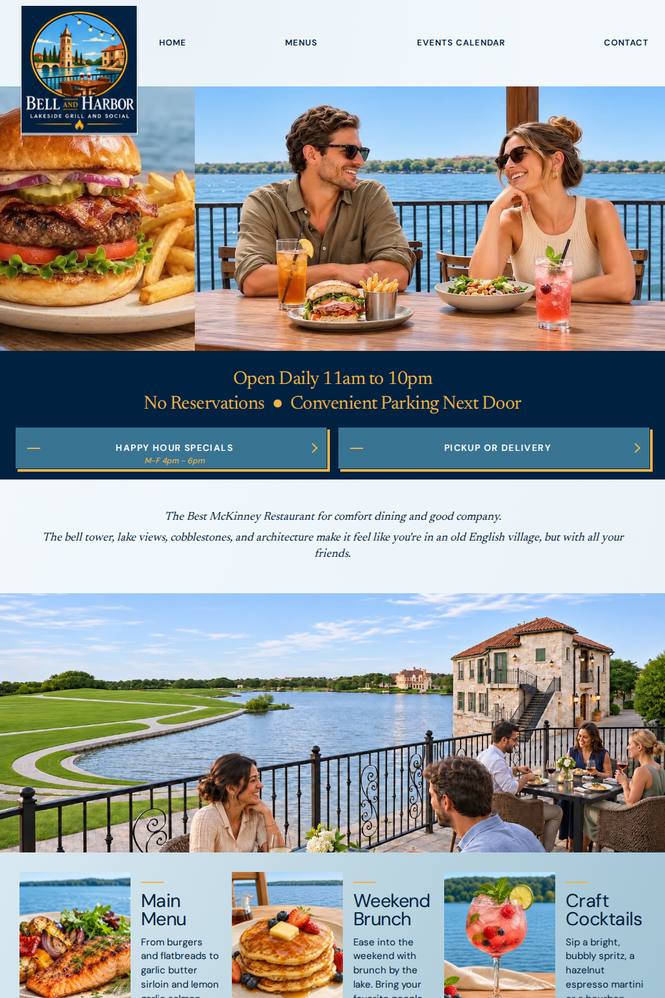 HOME
MENUS
EVENTS CALENDAR
CONTACT
BELL AND HARBOR
LAKESIDE GRILL AND SOCIAL
Open Daily 11am to 10pm
No Reservations ● Convenient Parking Next Door
HAPPY HOUR SPECIALS
M-F 4pm - 6pm
PICKUP OR DELIVERY
The Best McKinney Restaurant for comfort dining and good company.
The bell tower, lake views, cobblestones, and architecture make it feel like you're in an old English village, but with all your
friends.
Main
Menu
From burgers
and flatbreads to
garlic butter
sirloin and lemon
Weekend
Brunch
Ease into the
weekend with
brunch by the
lake. Bring your
favorite people
Craft
Cocktails
Sip a bright,
bubbly spritz, a
hazelnut
espresso martini